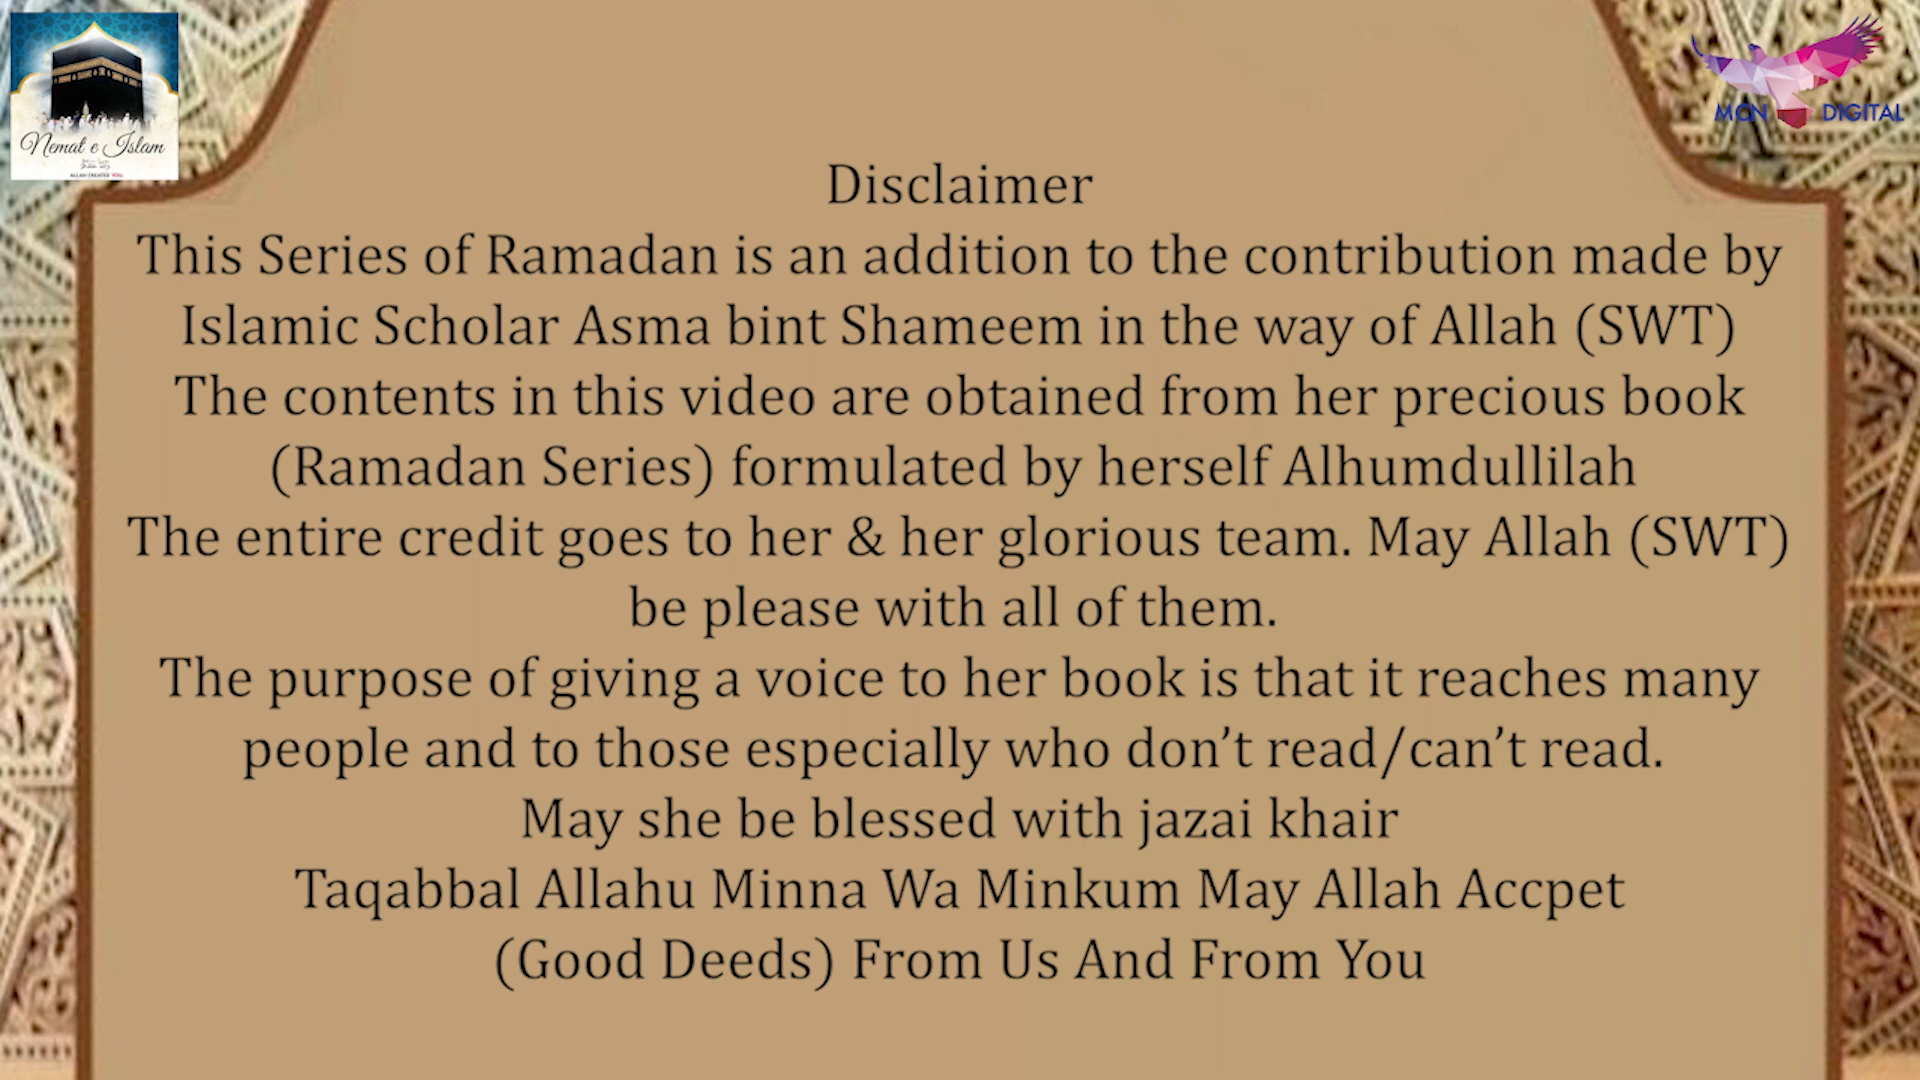 Nemat e Islam
ALLAH CREATED YOU
MCN DIGITAL
Disclaimer
This Series of Ramadan is an addition to the contribution made by
Islamic Scholar Asma bint Shameem in the way of Allah (SWT)
The contents in this video are obtained from her precious book
(Ramadan Series) formulated by herself Alhumdullilah
The entire credit goes to her & her glorious team. May Allah (SWT)
be please with all of them.
The purpose of giving a voice to her book is that it reaches many
people and to those especially who don’t read/can’t read.
May she be blessed with jazai khair
Taqabbal Allahu Minna Wa Minkum May Allah Accpet
(Good Deeds) From Us And From You